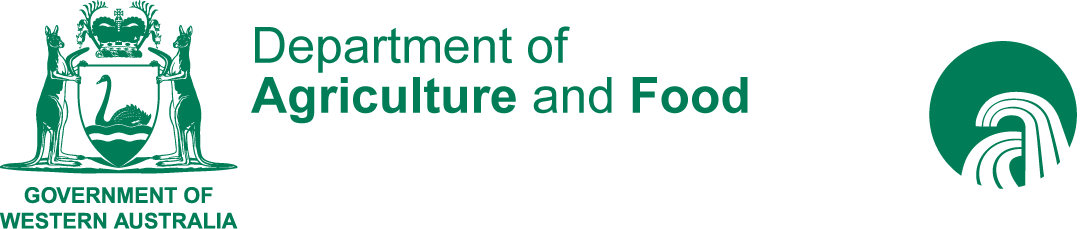 Department of
Agriculture and Food
GOVERNMENT OF
WESTERN AUSTRALIA